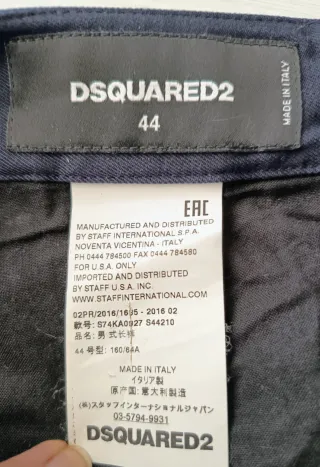 DSQUARED2
44
MADE IN ITALY
EAC
MANUFACTURED AND DISTRIBUTED
BY STAFF INTERNATIONAL S.P.A.
NOVENTA VICENTINA - ITALY
PH 0444 784500 FAX 0444 784580
FOR U.S.A. ONLY
IMPORTED AND DISTRIBUTED
BY STAFF U.S.A. INC.
WWW.STAFFINTERNATIONAL.COM
02PR/2016/1605 - 2016 02
款号: S74KA0927 S44210
品名: 男式长裤
44 号型: 160/64A
MADE IN ITALY
イタリア製
原产国: 意大利製造
(株)スタッフインターナショナルジャパン
03-5794-9931
DSQUARED2